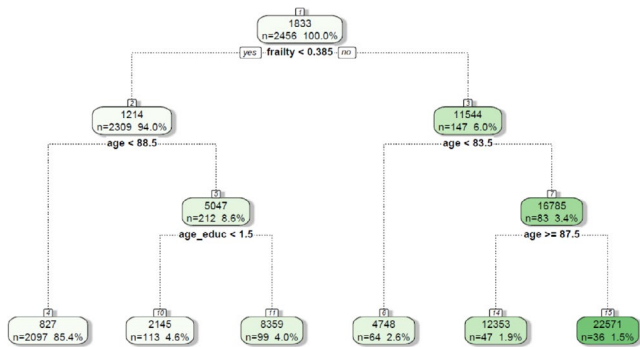 1
1833
n=2456 100.0%
yes frailty < 0.385 no
2
1214
n=2309 94.0%
age < 88.5
3
11544
n=147 6.0%
age < 83.5
5
5047
n=212 8.6%
age_educ < 1.5
7
16785
n=83 3.4%
age >= 87.5
4
827
n=2097 85.4%
10
2145
n=113 4.6%
11
8359
n=99 4.0%
6
4748
n=64 2.6%
14
12353
n=47 1.9%
15
22571
n=36 1.5%